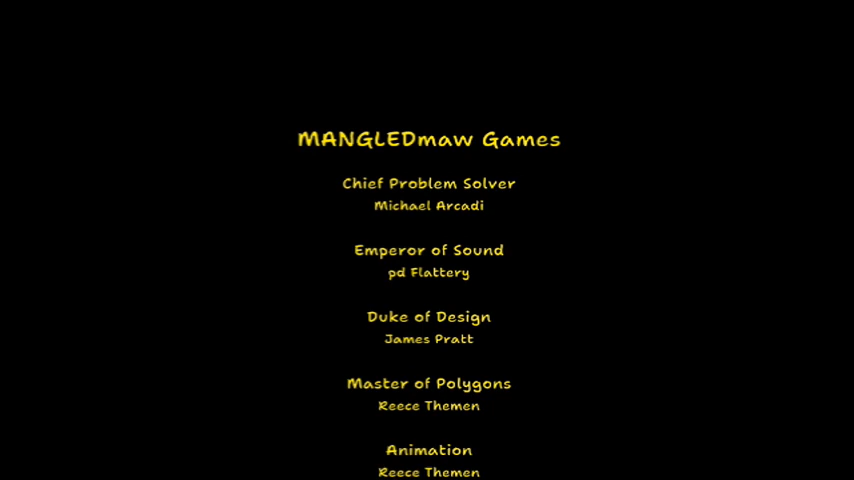 MANGLEDmaw Games
Chief Problem Solver
Michael Arcadi
Emperor of Sound
pd Flattery
Duke of Design
James Pratt
Master of Polygons
Reece Themen
Animation
Reece Themen